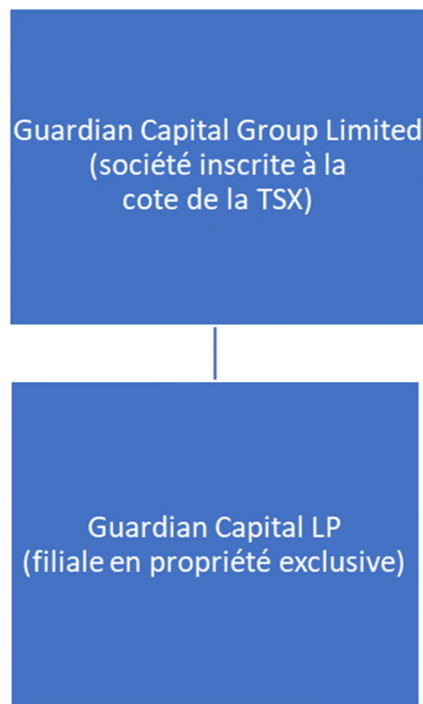 Guardian Capital Group Limited
(société inscrite à la
cote de la TSX)
Guardian Capital LP
(filiale en propriété exclusive)